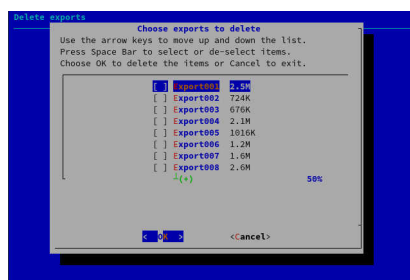 Delete exports
Choose exports to delete
Use the arrow keys to move up and down the list.
Press Space Bar to select or de-select items.
Choose OK to delete the items or Cancel to exit.
[ ] Export001 2.5M
[ ] Export002 724K
[ ] Export003 676K
[ ] Export004 2.1M
[ ] Export005 1016K
[ ] Export006 1.2M
[ ] Export007 1.6M
[ ] Export008 2.6M
┴(+) 50%
< OK > <Cancel>